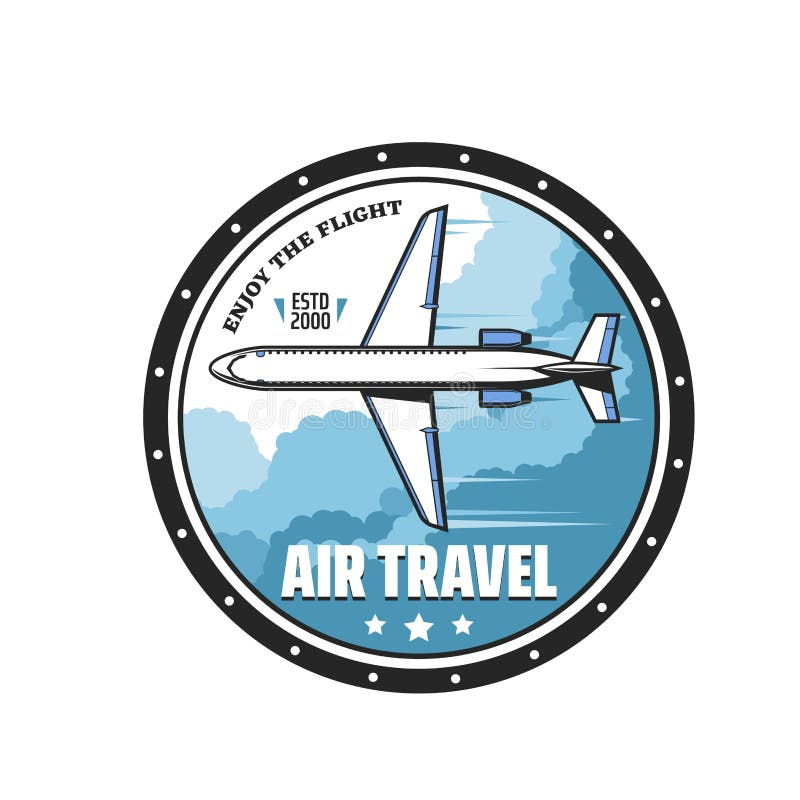 ENJOY THE FLIGHT
ESTD
2000
AIR TRAVEL